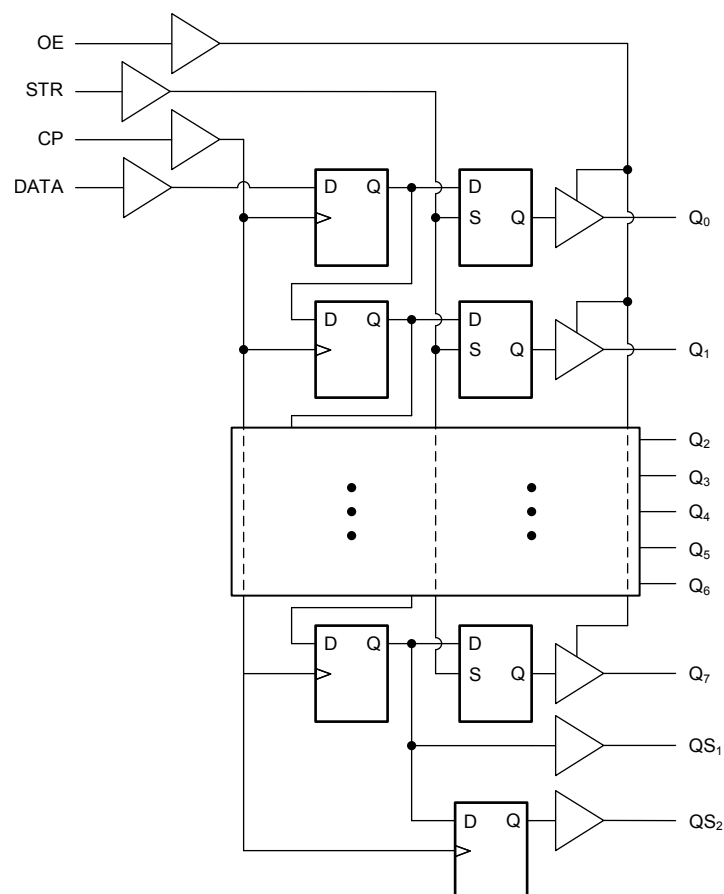 OE
STR
CP
DATA
D Q
D
S Q
Q₀
D Q
D
S Q
Q₁
Q₂
Q₃
Q₄
Q₅
Q₆
D Q
D
S Q
Q₇
QS₁
D Q
QS₂